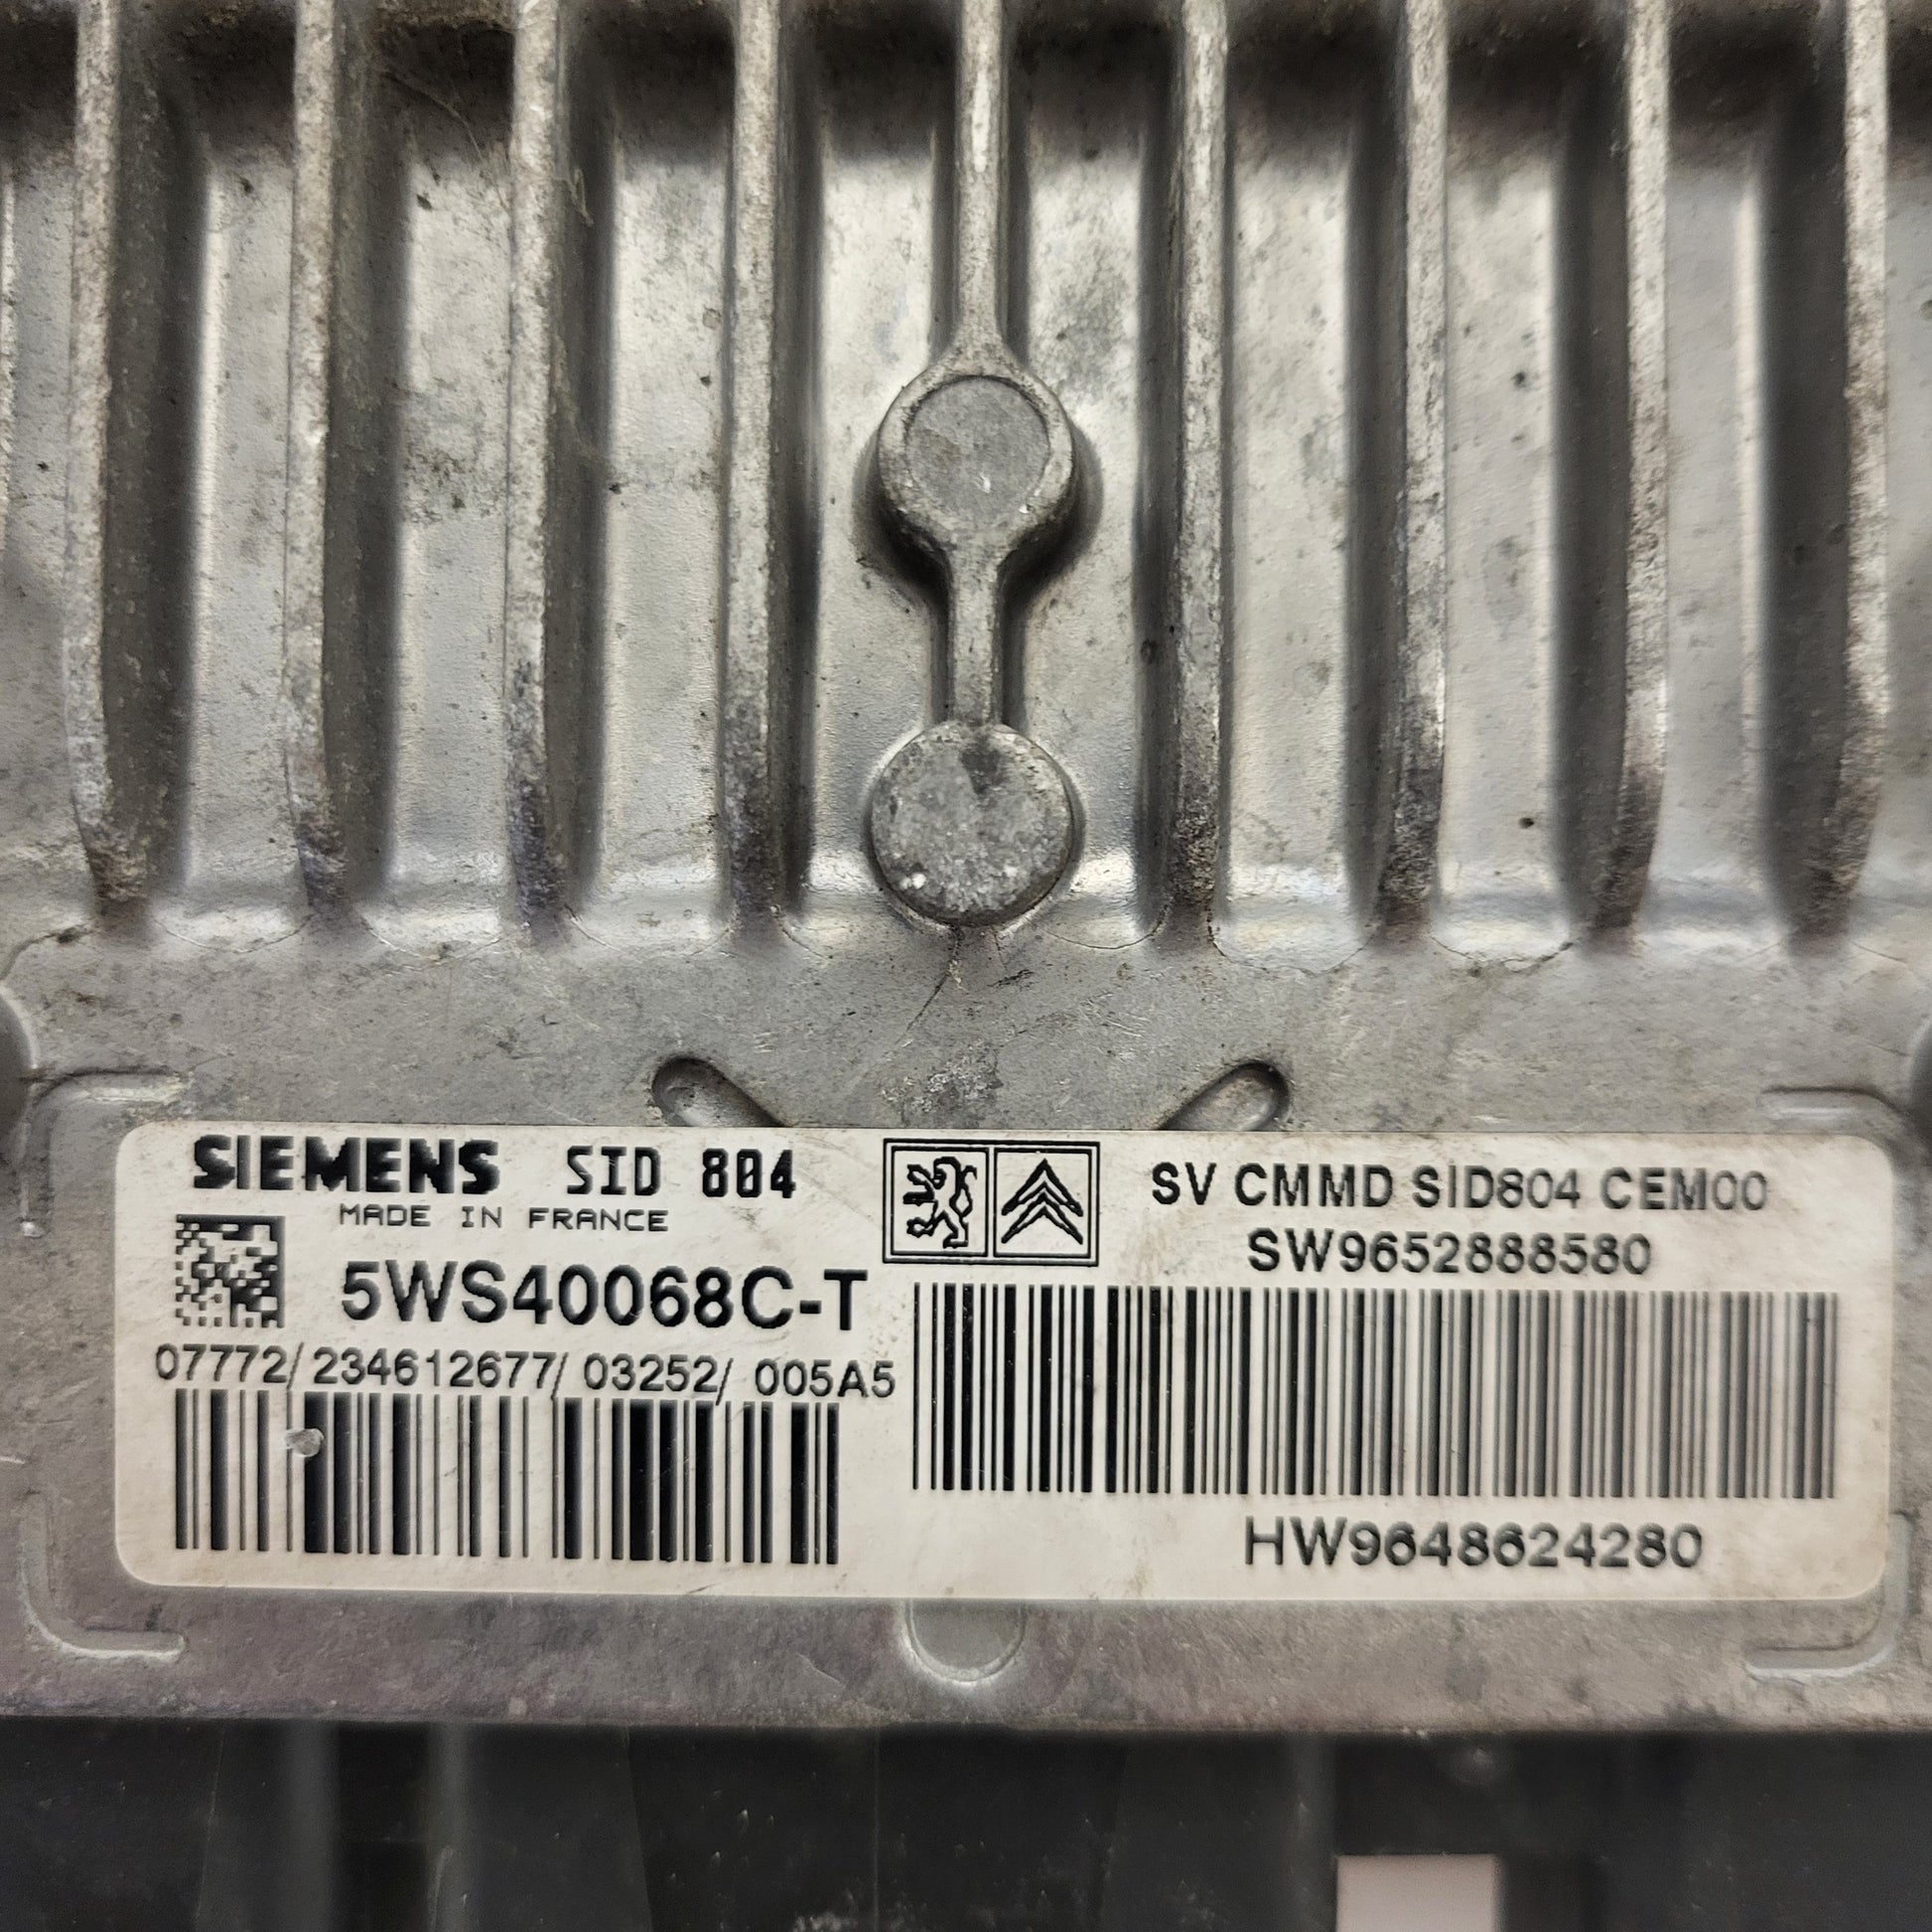 SIEMENS SID 804
MADE IN FRANCE
5WS40068C-T
07772/234612677/03252/ 005A5
SV CMMD SID804 CEM00
SW9652888580
HW9648624280